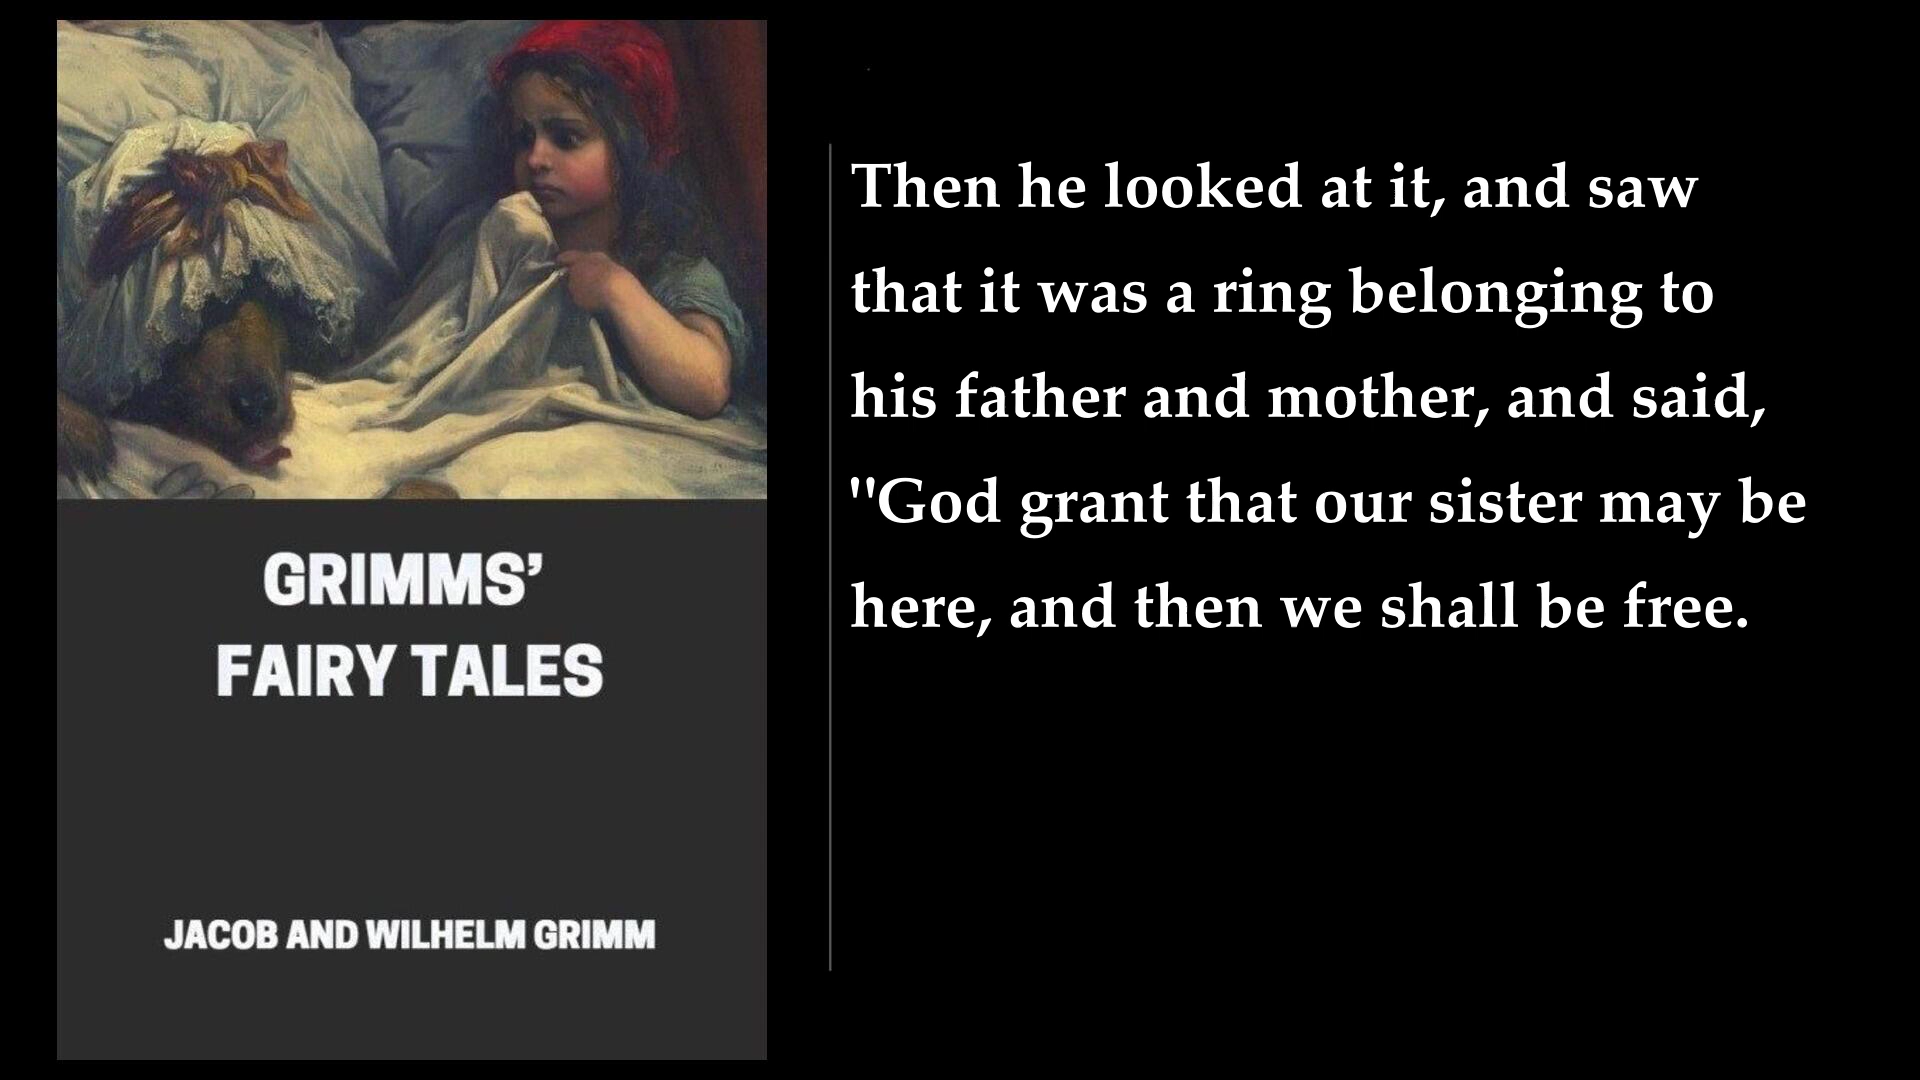 GRIMMS’
FAIRY TALES
JACOB AND WILHELM GRIMM
Then he looked at it, and saw
that it was a ring belonging to
his father and mother, and said,
"God grant that our sister may be
here, and then we shall be free.